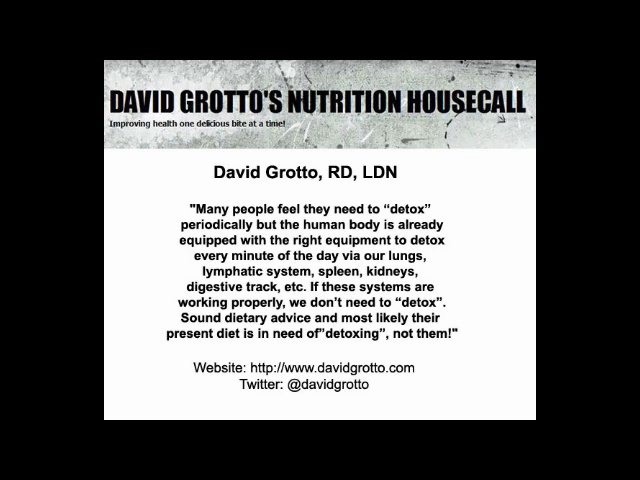 DAVID GROTTO'S NUTRITION HOUSECALL
Improving health one delicious bite at a time!
David Grotto, RD, LDN
"Many people feel they need to “detox”
periodically but the human body is already
equipped with the right equipment to detox
every minute of the day via our lungs,
lymphatic system, spleen, kidneys,
digestive track, etc. If these systems are
working properly, we don’t need to “detox”.
Sound dietary advice and most likely their
present diet is in need of”detoxing”, not them!"
Website: http://www.davidgrotto.com
Twitter: @davidgrotto